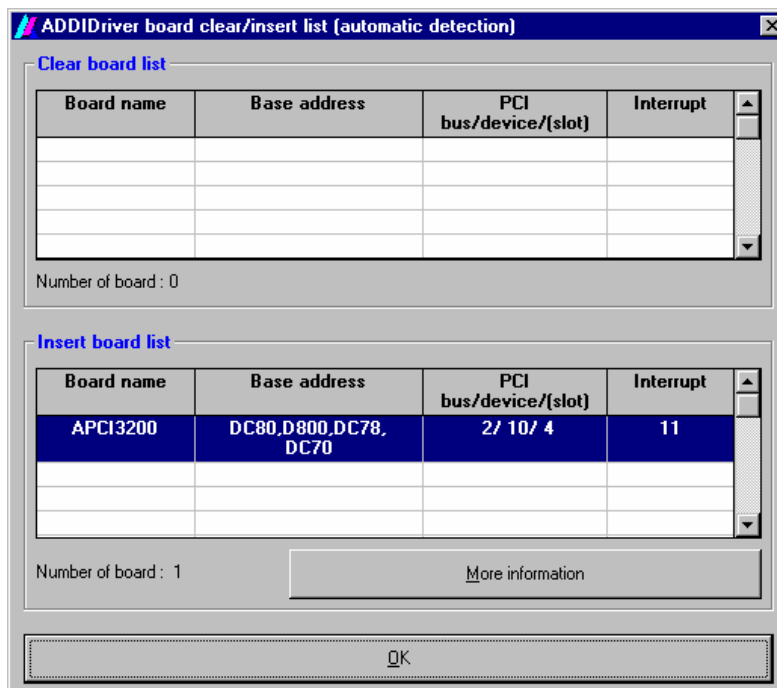 ADDIDriver board clear/insert list (automatic detection)
Clear board list
Board name Base address PCI bus/device/(slot) Interrupt
Number of board : 0
Insert board list
Board name Base address PCI bus/device/(slot) Interrupt
APCI3200 DC80,D800,DC78, DC70 2/ 10/ 4 11
Number of board : 1 More information
OK